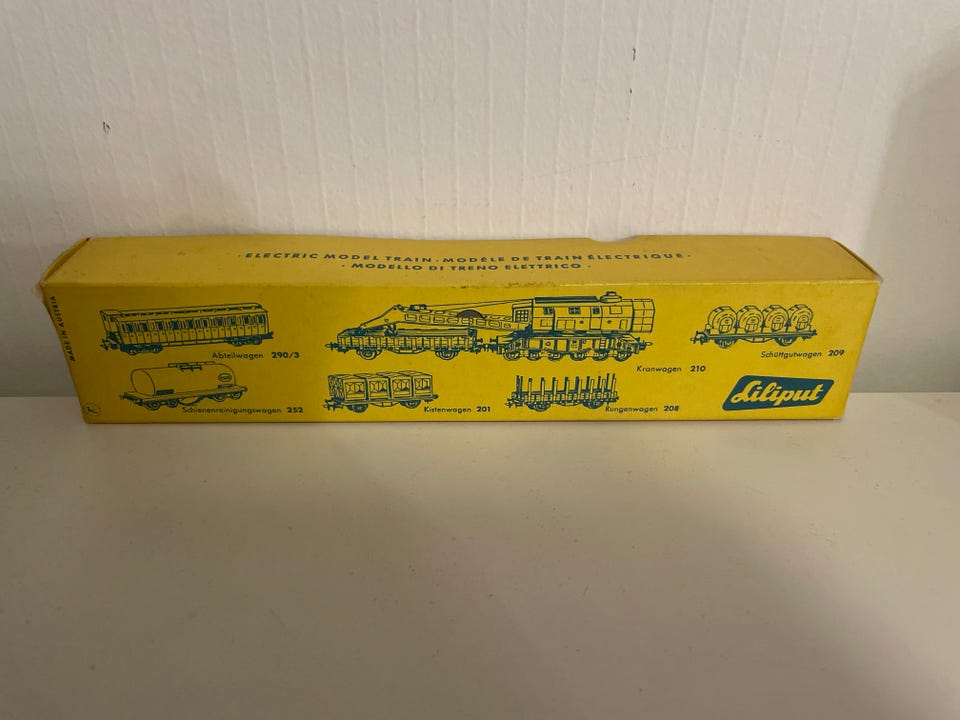 · ELECTRIC MODEL TRAIN · MODÈLE DE TRAIN ÉLECTRIQUE ·
· MODELLO DI TRENO ELETTRICO ·
MADE IN AUSTRIA
Abteilwagen 290/3
Kranwagen 210
Schüttgutwagen 209
Schienenreinigungswagen 252
Kistenwagen 201
Rungenwagen 208
Liliput